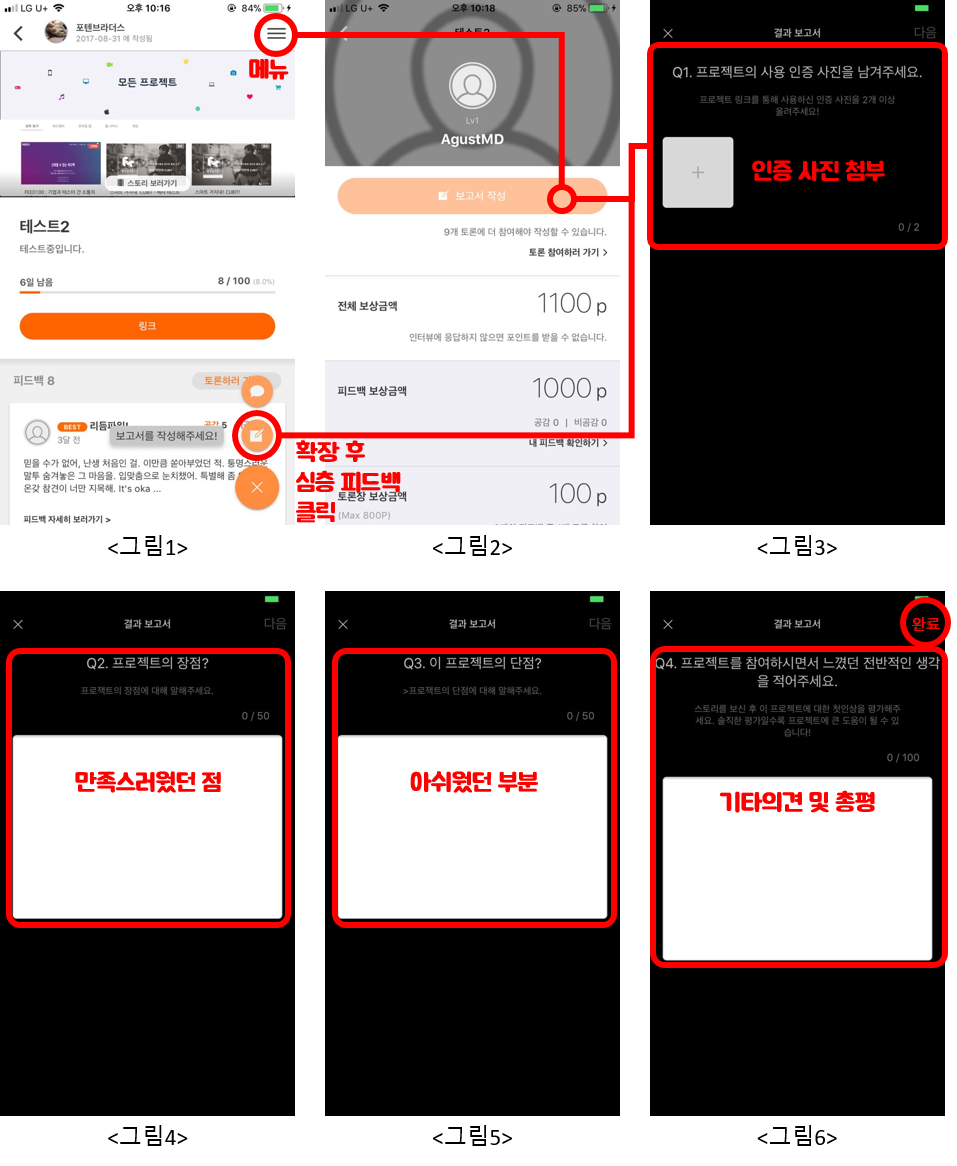 LG U+ 오후 10:16 84%
포텐브라더스
2017-08-31 에 작성됨
메뉴
모든 프로젝트
스토리 보러가기
테스트2
테스트중입니다.
6일 남음 8 / 100 (8.0%)
링크
피드백 8 토론하러
BEST 리듬파워! 공감 5
3달 전
보고서를 작성해주세요!
믿을 수가 없어, 난생 처음인 걸. 이만큼 쏟아부었던 적. 퉁명스러운
말투 숨겨놓은 그 마음을. 입맞춤으로 눈치챘어. 특별해 좀
온갖 참견이 너만 지목해. It's oka ...
피드백 자세히 보러가기 >
<그림1>
LG U+ 오후 10:18 85%
테스트2
Lv1
AgustMD
보고서 작성
9개 토론에 더 참여해야 작성할 수 있습니다.
토론 참여하러 가기 >
전체 보상금액 1100 p
인터뷰에 응답하지 않으면 포인트를 받을 수 없습니다.
피드백 보상금액 1000 p
공감 0 | 비공감 0
내 피드백 확인하기 >
확장 후
심층 피드백
클릭
토론장 보상금액 100 p
(Max 800P)
<그림2>
결과 보고서 다음
Q1. 프로젝트의 사용 인증 사진을 남겨주세요.
프로젝트 링크를 통해 사용하신 인증 사진을 2개 이상
올려주세요!
+
인증 사진 첨부
0 / 2
<그림3>
결과 보고서 다음
Q2. 프로젝트의 장점?
프로젝트의 장점에 대해 말해주세요.
0 / 50
만족스러웠던 점
<그림4>
결과 보고서 다음
Q3. 이 프로젝트의 단점?
>프로젝트의 단점에 대해 말해주세요.
0 / 50
아쉬웠던 부분
<그림5>
결과 보고서 완료
Q4. 프로젝트를 참여하시면서 느꼈던 전반적인 생각
을 적어주세요.
스토리를 보신 후 이 프로젝트에 대한 첫인상을 평가해주
세요. 솔직한 평가일수록 프로젝트에 큰 도움이 될 수 있
습니다!
0 / 100
기타의견 및 총평
<그림6>